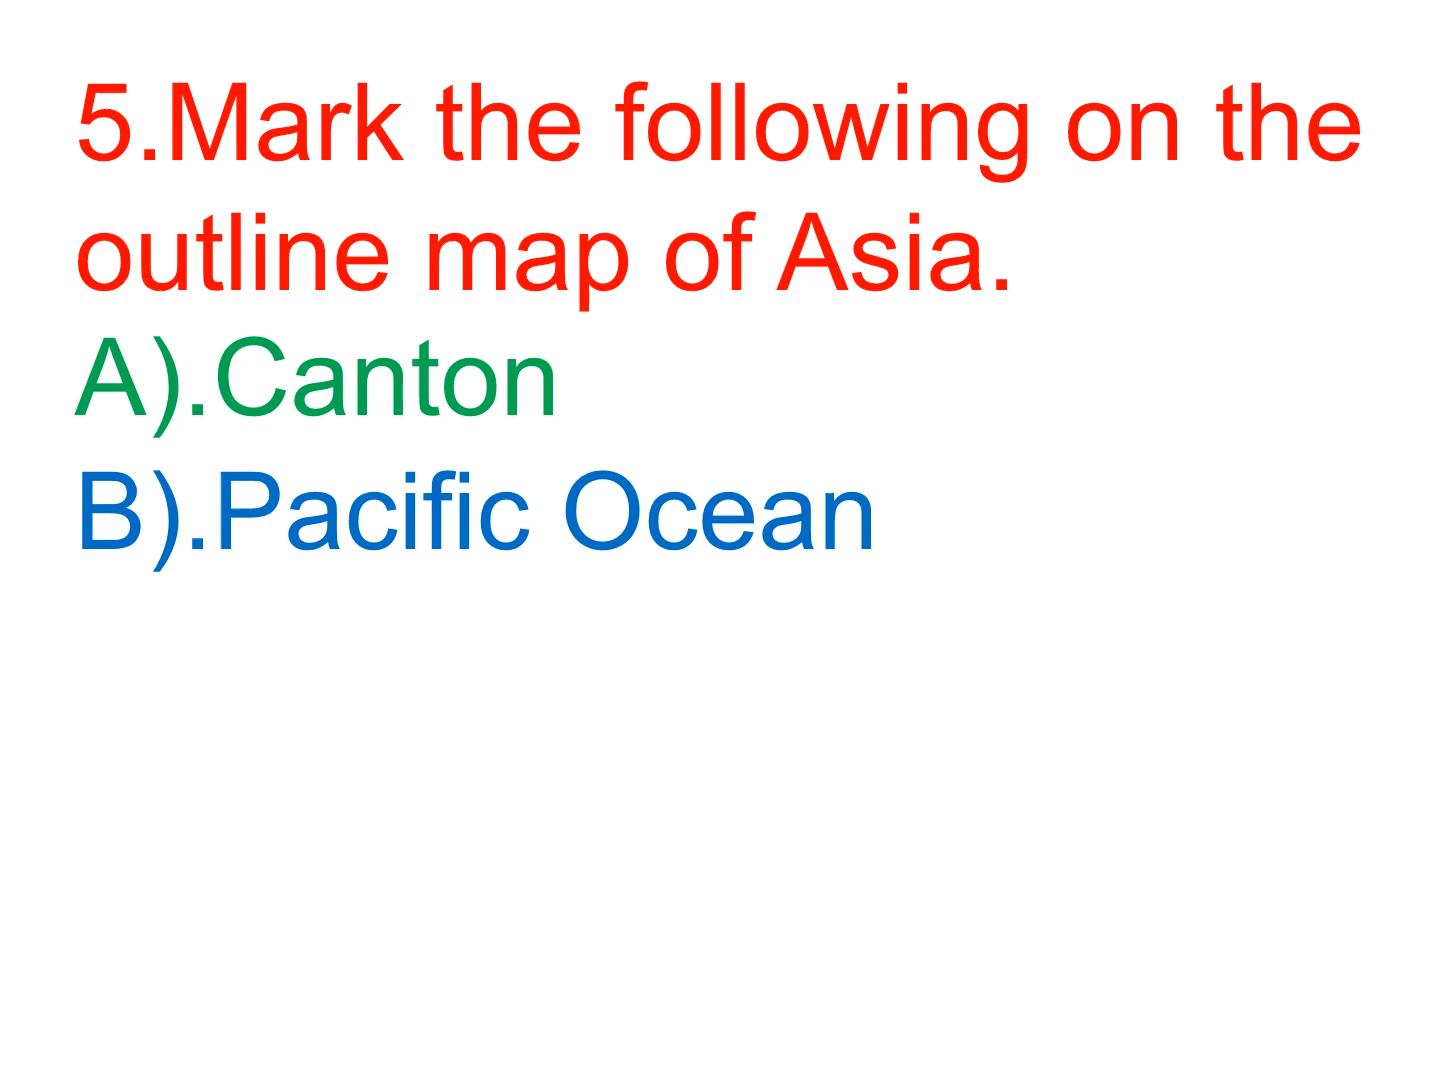 5.Mark the following on the
outline map of Asia.
A).Canton
B).Pacific Ocean